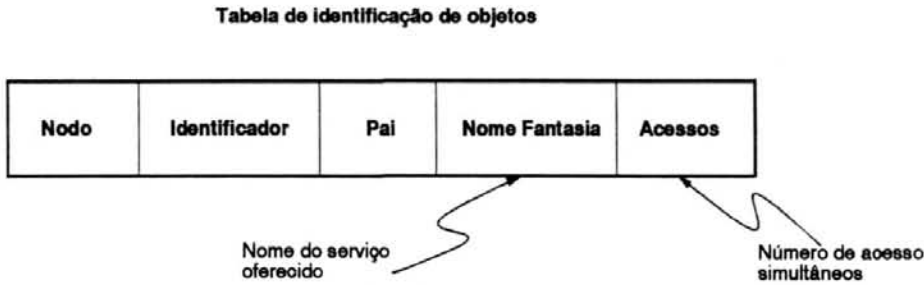 Tabela de identificação de objetos
Nodo Identificador Pai Nome Fantasia Acessos
Nome do serviço
oferecido
Número de acesso
simultâneos